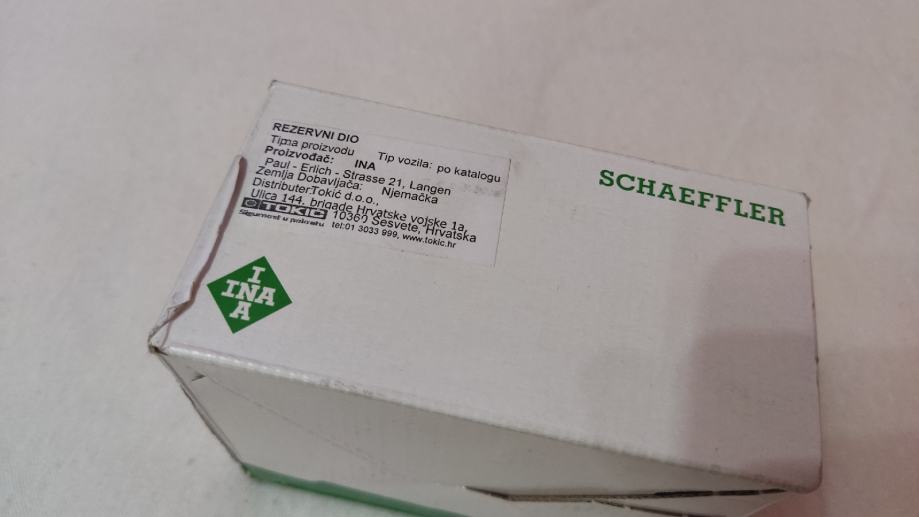 REZERVNI DIO
Tipa proizvodu Tip vozila: po katalogu
Proizvođač: INA
Paul - Erlich - Strasse 21, Langen
Zemlja Dobavljača: Njemačka
Distributer:Tokić d.o.o.,
Ulica 144. brigade Hrvatske vojske 1a,
TOKIC 10360 Sesvete, Hrvatska
Sigurnost u pokretu tel:01 3033 999, www.tokic.hr
SCHAEFFLER
I
INA
A